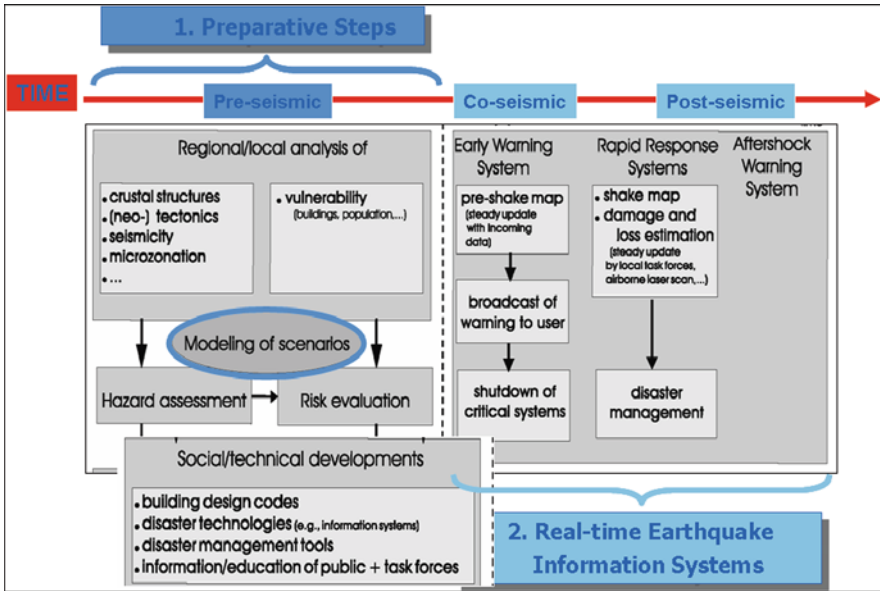 1. Preparative Steps
TIME
Pre-seismic
Co-seismic
Post-seismic
Regional/local analysis of
• crustal structures
• (neo-) tectonics
• seismicity
• microzonation
• ...
• vulnerability
(buildings, population,...)
Modeling of scenarios
Hazard assessment
Risk evaluation
Social/technical developments
• building design codes
• disaster technologies (e.g., information systems)
• disaster management tools
• information/education of public + task forces
Early Warning
System
pre-shake map
(steady update
with incoming
data)
broadcast of
warning to user
shutdown of
critical systems
Rapid Response
Systems
• shake map
• damage and
loss estimation
(steady update
by local task forces,
airborne laser scan,...)
disaster
management
Aftershock
Warning
System
2. Real-time Earthquake
Information Systems